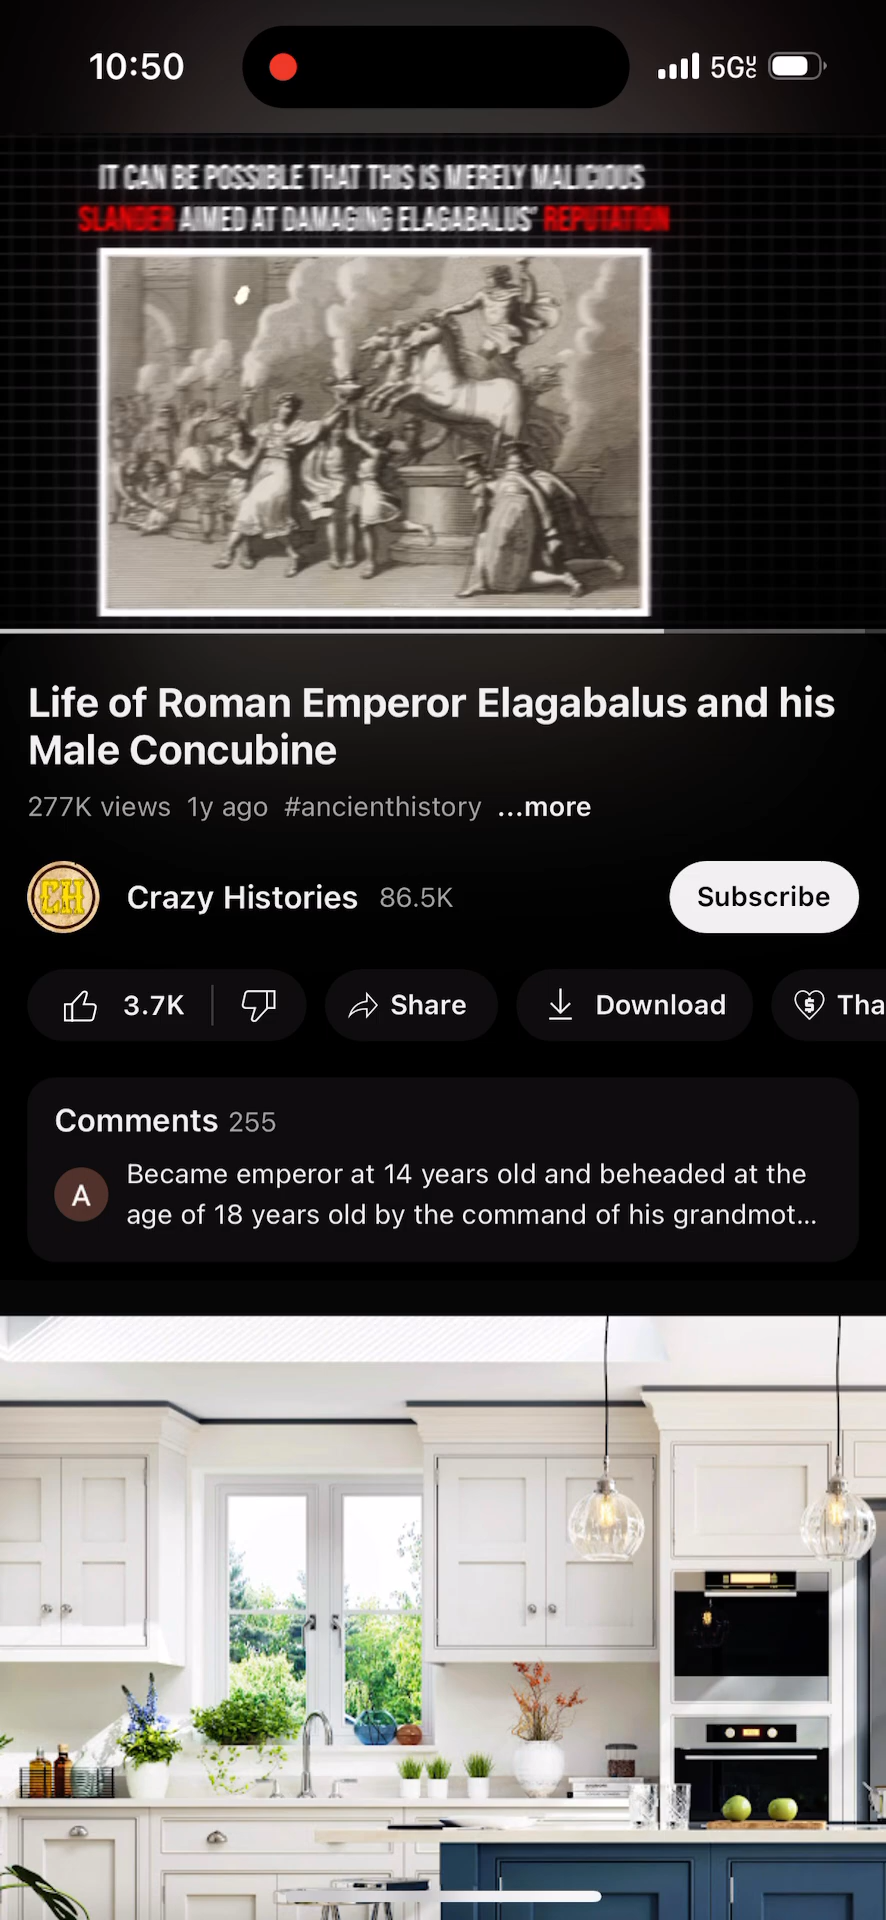 10:50
5G UC
IT CAN BE POSSIBLE THAT THIS IS MERELY MALICIOUS
SLANDER AIMED AT DAMAGING ELAGABALUS' REPUTATION
Life of Roman Emperor Elagabalus and his
Male Concubine
277K views 1y ago #ancienthistory ...more
CH
Crazy Histories 86.5K
Subscribe
3.7K
Share
Download
Tha
Comments 255
A
Became emperor at 14 years old and beheaded at the
age of 18 years old by the command of his grandmot...